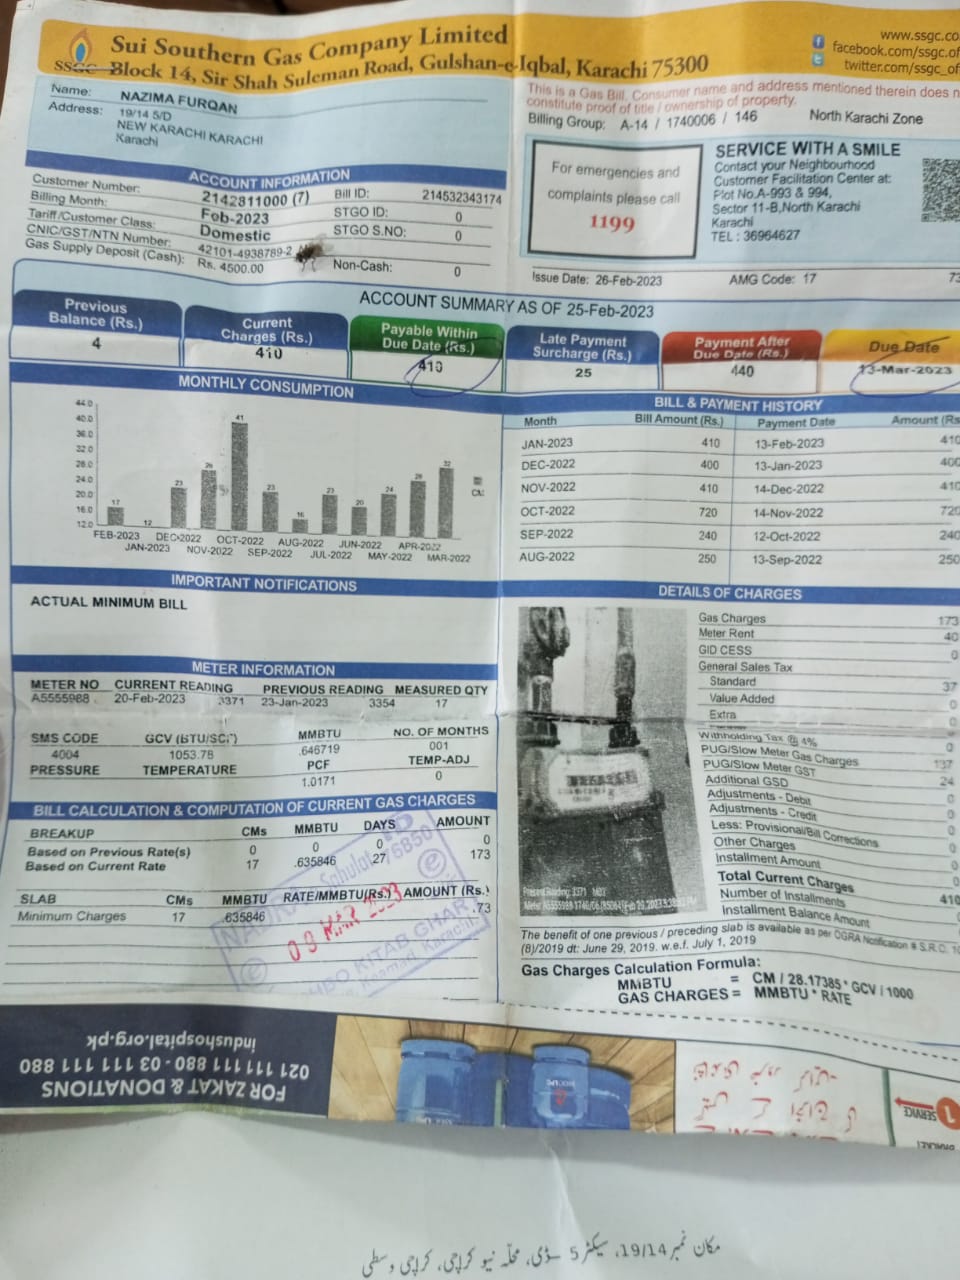 Sui Southern Gas Company Limited
SSGC Block 14, Sir Shah Suleman Road, Gulshan-e-Iqbal, Karachi 75300
www.ssgc.co
facebook.com/ssgc.of
twitter.com/ssgc_of
Name: NAZIMA FURQAN
Address: 19/14 5/D
NEW KARACHI KARACHI
Karachi
This is a Gas Bill. Consumer name and address mentioned therein does n
constitute proof of title / ownership of property.
Billing Group: A-14 / 1740006 / 146 North Karachi Zone
ACCOUNT INFORMATION
Customer Number: 2142811000 (7) Bill ID: 214532343174
Billing Month: Feb-2023 STGO ID: 0
Tariff/Customer Class: Domestic STGO S.NO: 0
CNIC/GST/NTN Number: 42101-4938789-2
Gas Supply Deposit (Cash): Rs. 4500.00 Non-Cash: 0
For emergencies and
complaints please call
1199
SERVICE WITH A SMILE
Contact your Neighbourhood
Customer Facilitation Center at:
Plot No.A-993 & 994,
Sector 11-B,North Karachi
Karachi
TEL : 36964627
Issue Date: 26-Feb-2023 AMG Code: 17 73
ACCOUNT SUMMARY AS OF 25-Feb-2023
Previous Balance (Rs.) 4
Current Charges (Rs.) 410
Payable Within Due Date (Rs.) 410
Late Payment Surcharge (Rs.) 25
Payment After Due Date (Rs.) 440
Due Date 13-Mar-2023
MONTHLY CONSUMPTION
44.0
40.0
36.0
32.0
28.0
24.0
20.0
16.0
12.0
17 12 23 41 23 16 23 20 24 32
FEB-2023 JAN-2023 DEC-2022 NOV-2022 OCT-2022 SEP-2022 AUG-2022 JUL-2022 JUN-2022 MAY-2022 APR-2022 MAR-2022
BILL & PAYMENT HISTORY
Month Bill Amount (Rs.) Payment Date Amount (Rs
JAN-2023 410 13-Feb-2023 410
DEC-2022 400 13-Jan-2023 400
NOV-2022 410 14-Dec-2022 410
OCT-2022 720 14-Nov-2022 720
SEP-2022 240 12-Oct-2022 240
AUG-2022 250 13-Sep-2022 250
IMPORTANT NOTIFICATIONS
ACTUAL MINIMUM BILL
METER INFORMATION
METER NO CURRENT READING PREVIOUS READING MEASURED QTY
A5555988 20-Feb-2023 3371 23-Jan-2023 3354 17
SMS CODE GCV (BTU/SCF) MMBTU NO. OF MONTHS
4004 1053.78 .646719 001
PRESSURE TEMPERATURE PCF TEMP-ADJ
1.0171 0
BILL CALCULATION & COMPUTATION OF CURRENT GAS CHARGES
BREAKUP CMs MMBTU DAYS AMOUNT
Based on Previous Rate(s) 0 0 0 0
Based on Current Rate 17 .635846 27 173
SLAB CMs MMBTU RATE/MMBTU(Rs.) AMOUNT (Rs.)
Minimum Charges 17 .635846 73
09 MAR 2023
KITAB GHAR
Karachi.
DETAILS OF CHARGES
Gas Charges 173
Meter Rent 40
GID CESS 0
General Sales Tax
Standard 37
Value Added 0
Extra 0
Withholding Tax @ 4% 0
PUG/Slow Meter Gas Charges 137
PUG/Slow Meter GST 24
Additional GSD 0
Adjustments - Debit 0
Adjustments - Credit 0
Less: Provisional/Bill Corrections 0
Other Charges 0
Installment Amount 0
Total Current Charges 410
Number of Installments 0
Installment Balance Amount 0
The benefit of one previous / preceding slab is available as per OGRA Notification # S.R.O.
(8)/2019 dt: June 29, 2019. w.e.f. July 1, 2019
Gas Charges Calculation Formula:
MMBTU = CM / 28.17385* GCV / 1000
GAS CHARGES = MMBTU * RATE
FOR ZAKAT & DONATIONS
021 111 111 880 - 03 111 111 880
indushospital.org.pk
1 SERVICE
مکان نمبر 19/14، سیکٹر 5 ڈی، محلّہ نیو کراچی، کراچی وسطی